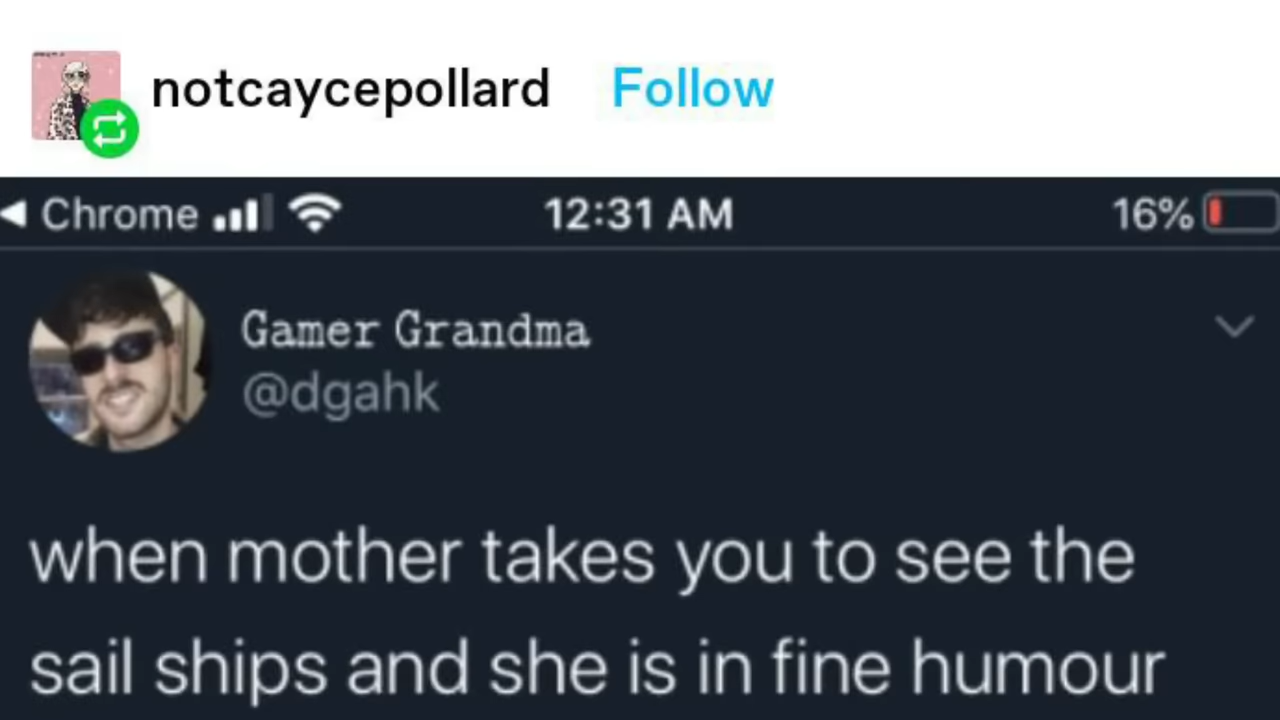 notcaycepollard Follow
Chrome 12:31 AM 16%
Gamer Grandma
@dgahk
when mother takes you to see the
sail ships and she is in fine humour